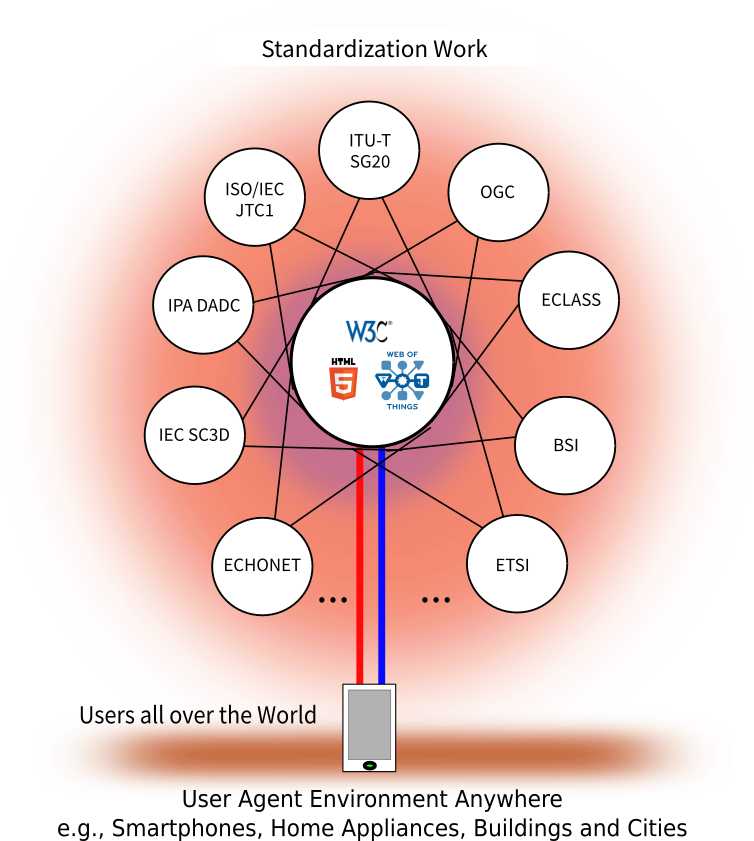 Standardization Work
ITU-T
SG20
ISO/IEC
JTC1
OGC
IPA DADC
ECLASS
W3C®
HTML
5
WEB OF
W T
THINGS
IEC SC3D
BSI
ECHONET
ETSI
...
...
Users all over the World
User Agent Environment Anywhere
e.g., Smartphones, Home Appliances, Buildings and Cities